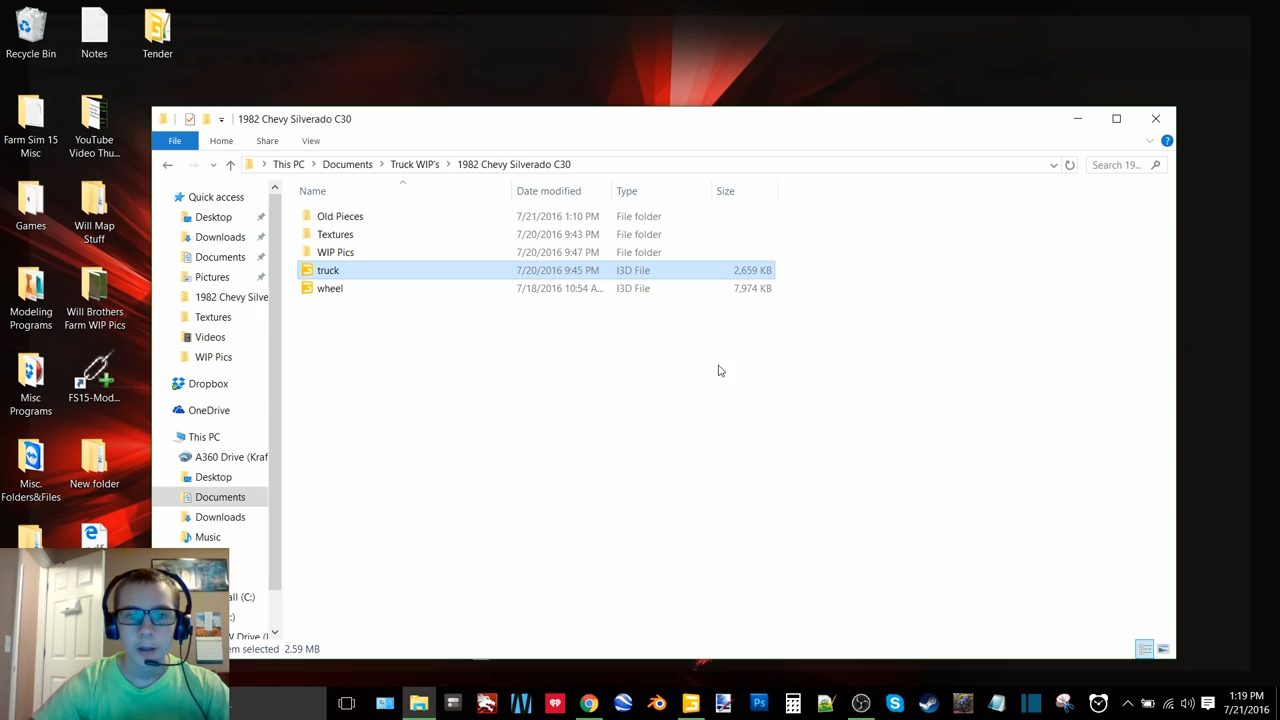 Recycle Bin
Notes
Tender
Farm Sim 15
Misc
YouTube
Video Thu...
Games
Will Map
Stuff
Modeling
Programs
Will Brothers
Farm WIP Pics
Misc
Programs
FS15-Mod...
Misc.
Folders&Files
New folder
pdf
1982 Chevy Silverado C30
File
Home
Share
View
This PC
Documents
Truck WIP's
1982 Chevy Silverado C30
Search 19...
Name
Date modified
Type
Size
Old Pieces
7/21/2016 1:10 PM
File folder
Textures
7/20/2016 9:43 PM
File folder
WIP Pics
7/20/2016 9:47 PM
File folder
truck
7/20/2016 9:45 PM
I3D File
2,659 KB
wheel
7/18/2016 10:54 A...
I3D File
7,974 KB
Quick access
Desktop
Downloads
Documents
Pictures
1982 Chevy Silve
Textures
Videos
WIP Pics
Dropbox
OneDrive
This PC
A360 Drive (Kraf
Desktop
Documents
Downloads
Music
all (C:)
:)
W Drive (I
em selected 2.59 MB
1:19 PM
7/21/2016